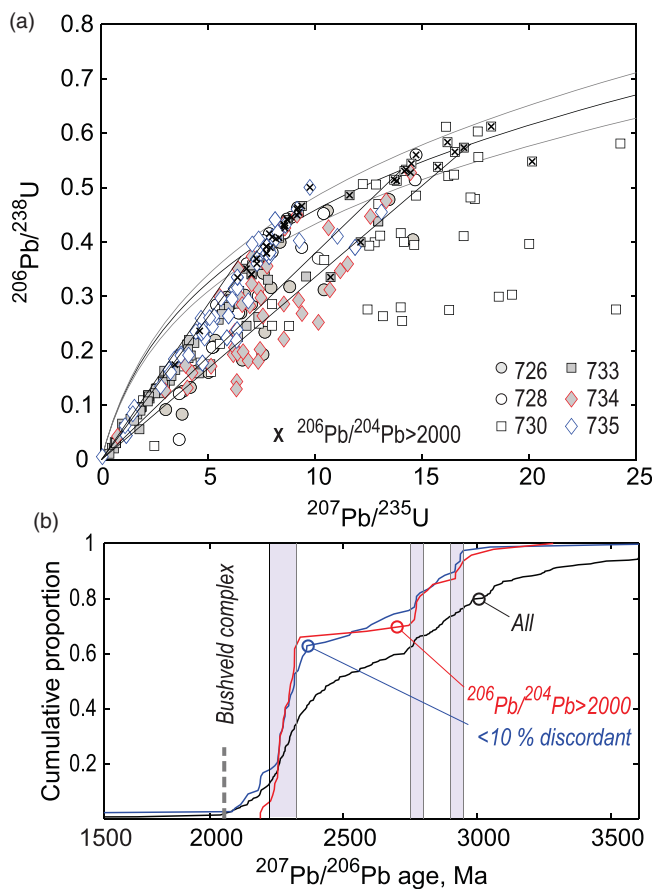 (a)
0.8
0.7
0.6
0.5
0.4
0.3
0.2
0.1
0
206Pb/238U
726 733
728 734
730 735
x 206Pb/204Pb>2000
0 5 10 15 20 25
207Pb/235U
(b)
1
0.8
0.6
0.4
0.2
Cumulative proportion
Bushveld complex
All
206Pb/204Pb>2000
<10 % discordant
1500 2000 2500 3000 3500
207Pb/206Pb age, Ma